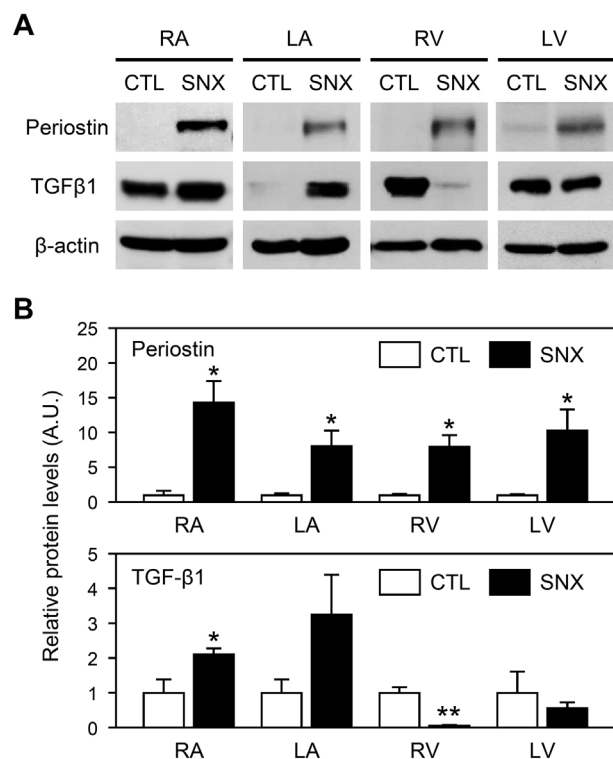 A
RA LA RV LV
CTL SNX CTL SNX CTL SNX CTL SNX
Periostin
TGFβ1
β-actin
B
Relative protein levels (A.U.)
25
20
15
10
5
0
Periostin
CTL SNX
* * * *
RA LA RV LV
5
4
3
2
1
0
TGF-β1
CTL SNX
* **
RA LA RV LV